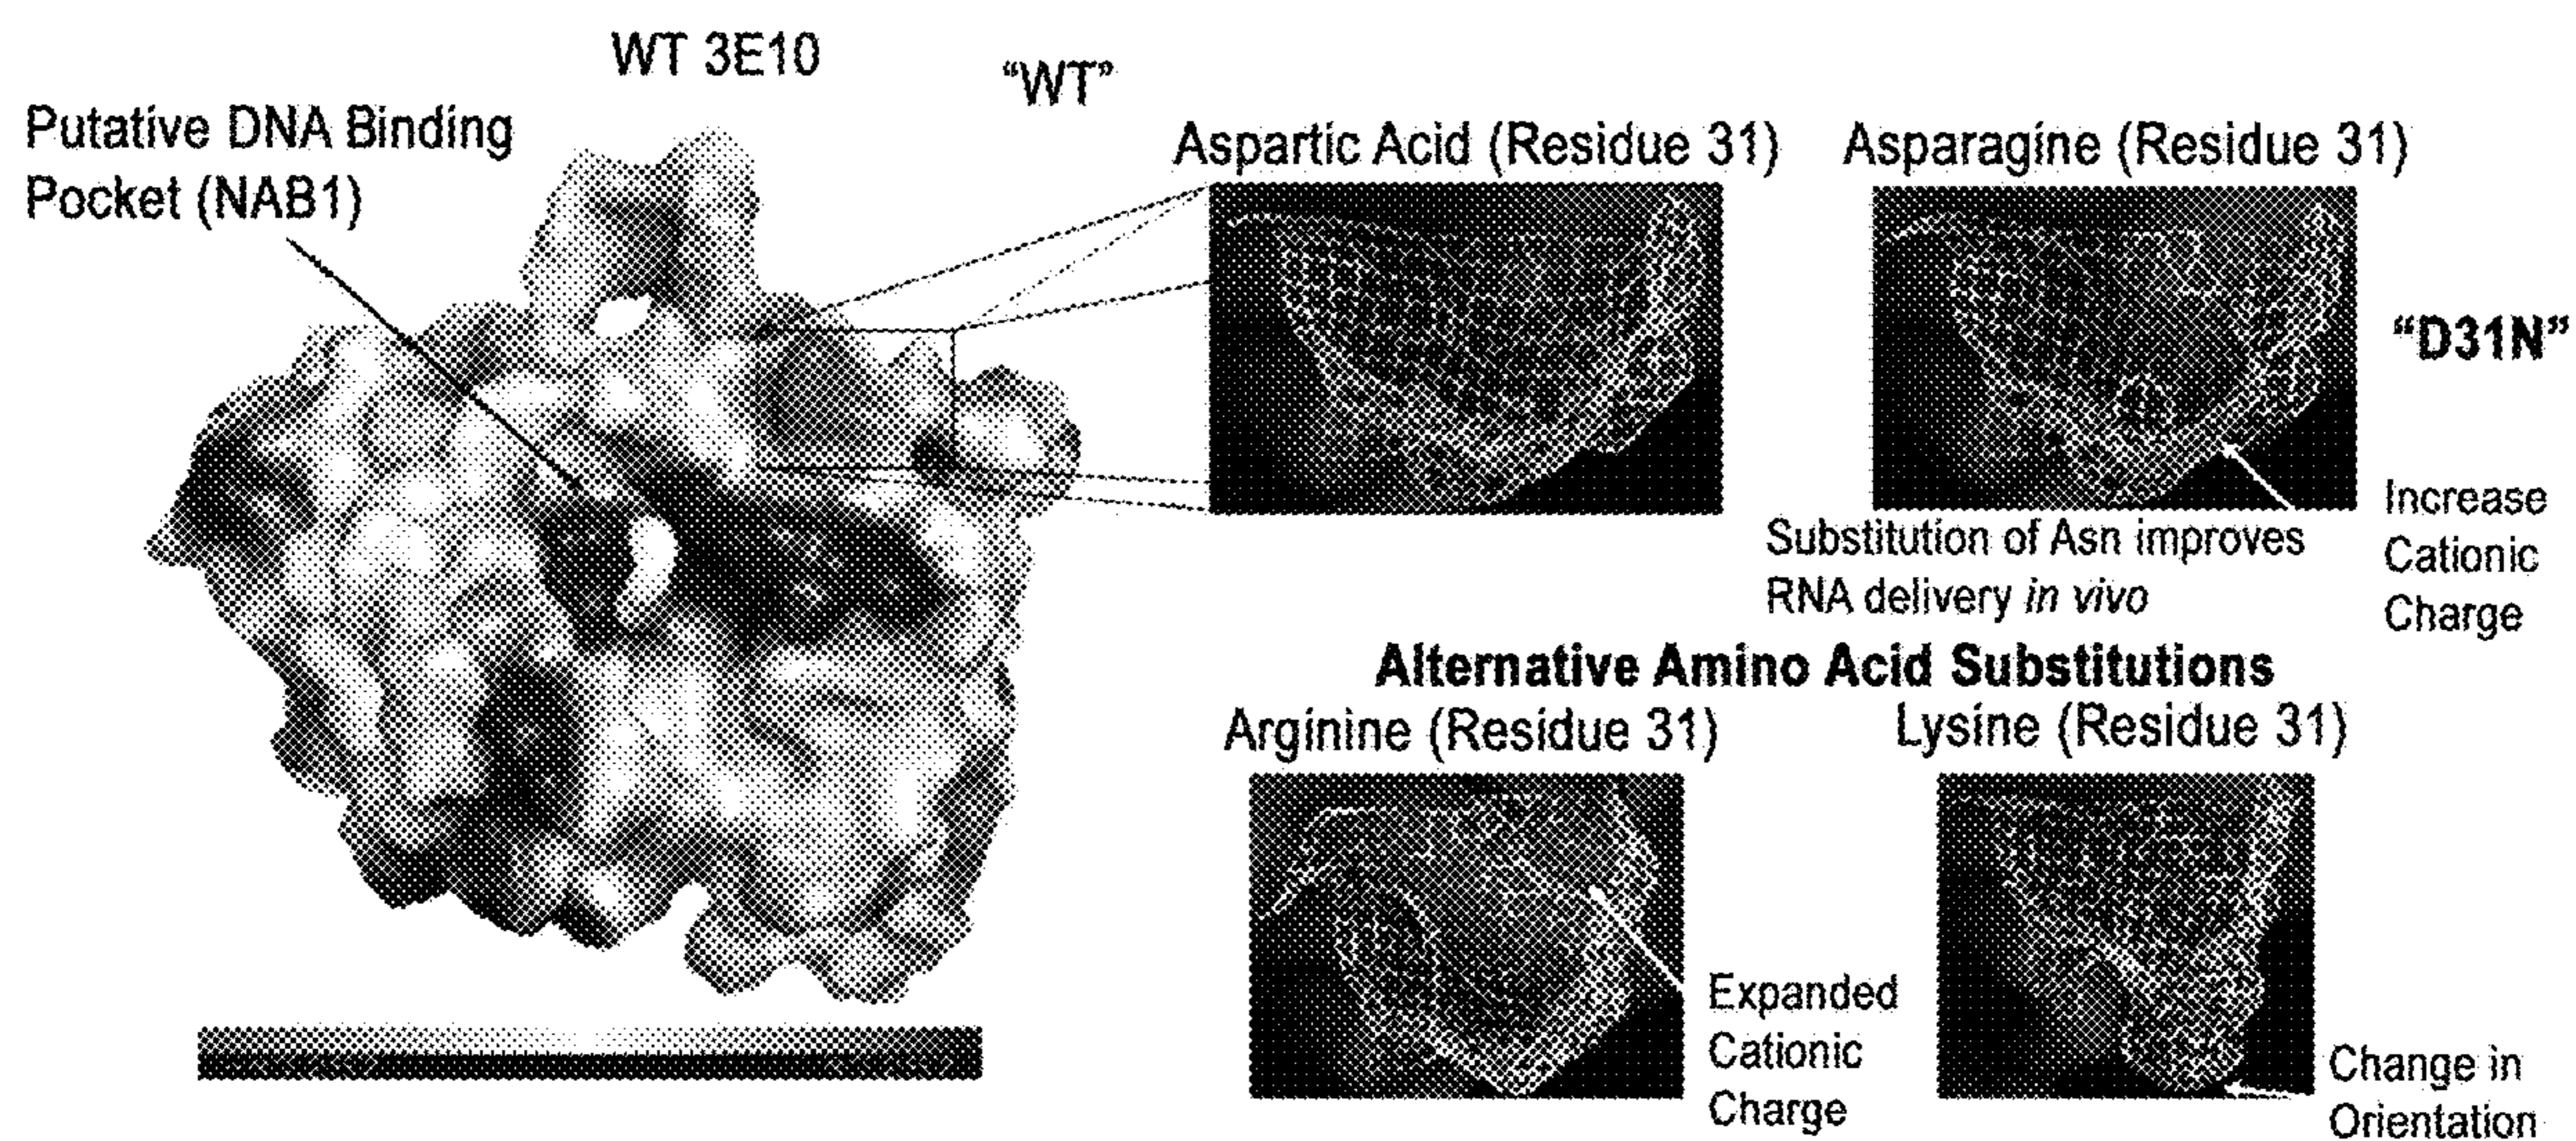 WT 3E10
“WT”
Putative DNA Binding
Pocket (NAB1)
Aspartic Acid (Residue 31)
Asparagine (Residue 31)
“D31N”
Increase
Cationic
Charge
Substitution of Asn improves
RNA delivery in vivo
Alternative Amino Acid Substitutions
Arginine (Residue 31)
Lysine (Residue 31)
Expanded
Cationic
Charge
Change in
Orientation